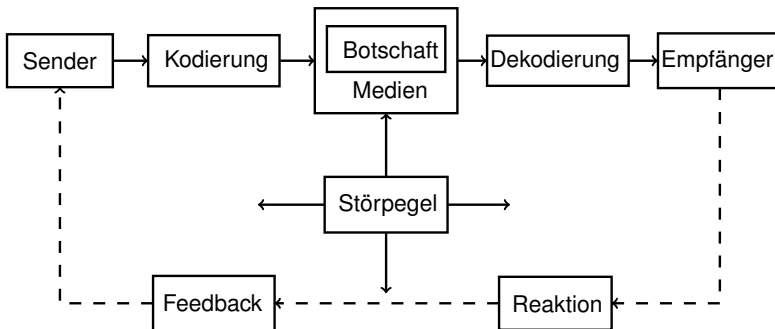 Sender
Kodierung
Botschaft
Medien
Dekodierung
Empfänger
Störpegel
Feedback
Reaktion